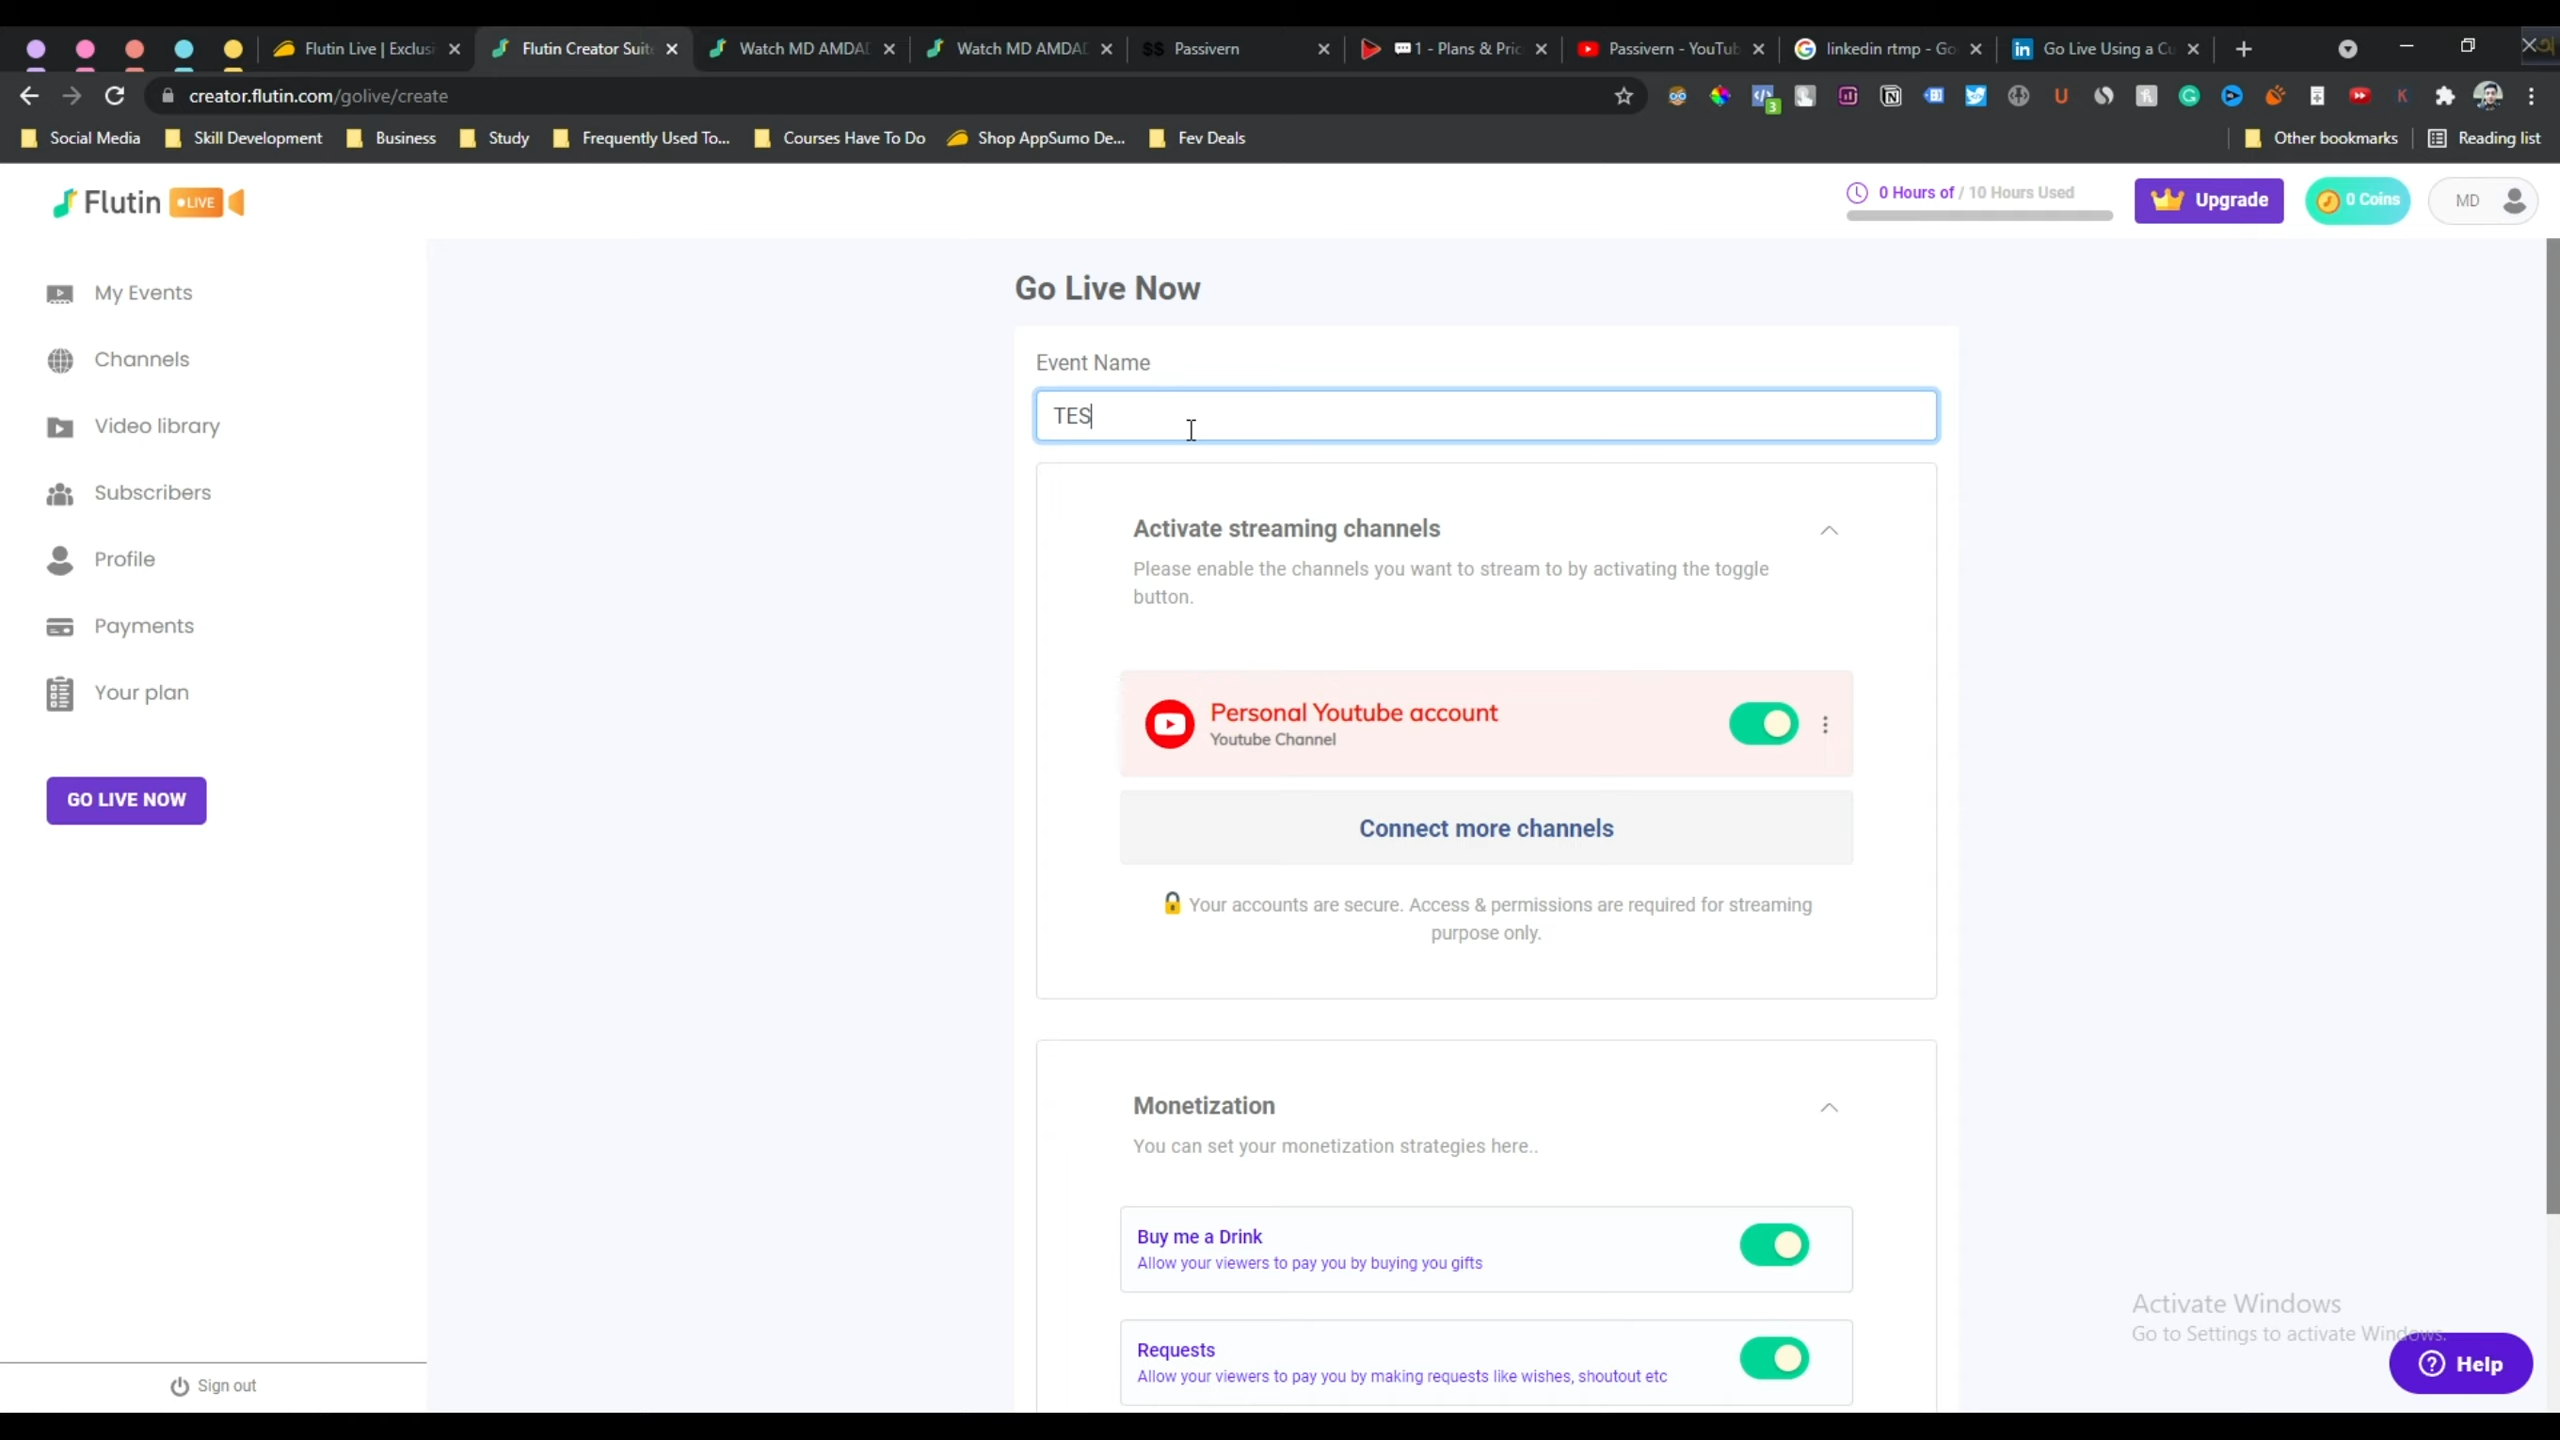 Flutin Live | Exclusi
Flutin Creator Suite
Watch MD AMDAD
Watch MD AMDAD
$$ Passivern
1 - Plans & Pric
Passivern - YouTub
linkedin rtmp - Go
Go Live Using a Cu
creator.flutin.com/golive/create
3
Social Media
Skill Development
Business
Study
Frequently Used To...
Courses Have To Do
Shop AppSumo De...
Fev Deals
Other bookmarks
Reading list
Flutin LIVE
0 Hours of / 10 Hours Used
Upgrade
0 Coins
MD
My Events
Channels
Video library
Subscribers
Profile
Payments
Your plan
GO LIVE NOW
Sign out
Go Live Now
Event Name
TES
Activate streaming channels
Please enable the channels you want to stream to by activating the toggle
button.
Personal Youtube account
Youtube Channel
Connect more channels
Your accounts are secure. Access & permissions are required for streaming
purpose only.
Monetization
You can set your monetization strategies here..
Buy me a Drink
Allow your viewers to pay you by buying you gifts
Requests
Allow your viewers to pay you by making requests like wishes, shoutout etc
Activate Windows
Go to Settings to activate Windows.
Help